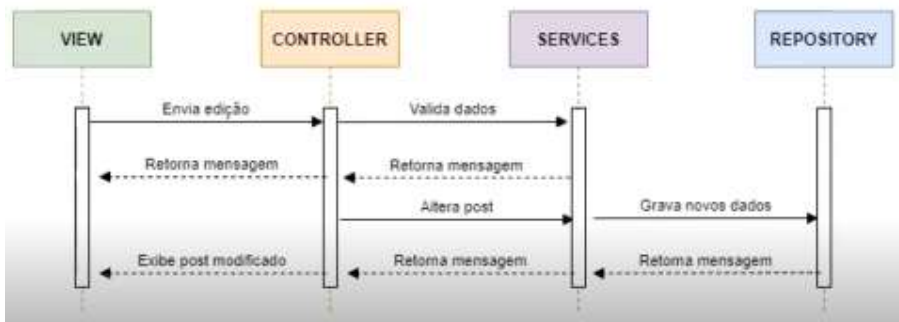 VIEW
CONTROLLER
SERVICES
REPOSITORY
Envia edição
Valida dados
Retorna mensagem
Retorna mensagem
Altera post
Grava novos dados
Exibe post modificado
Retorna mensagem
Retorna mensagem